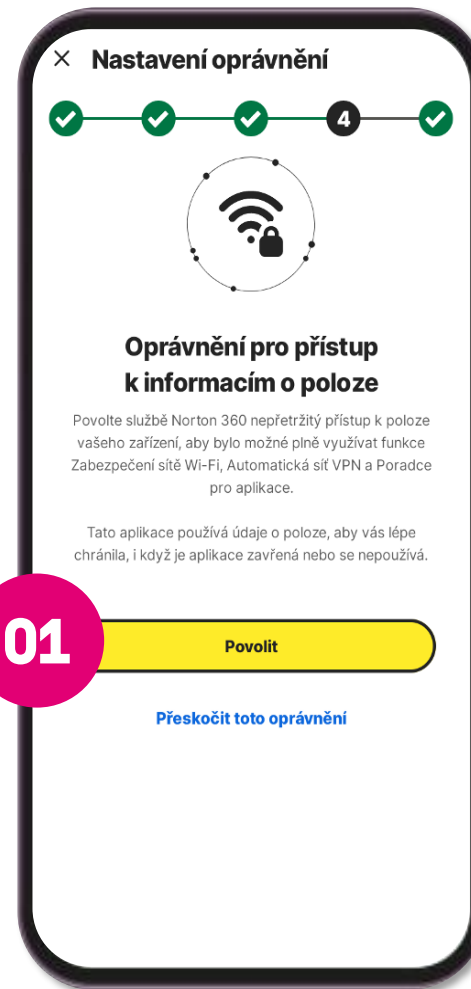 Nastavení oprávnění
4
Oprávnění pro přístup
k informacím o poloze
Povolte službě Norton 360 nepřetržitý přístup k poloze
vašeho zařízení, aby bylo možné plně využívat funkce
Zabezpečení sítě Wi-Fi, Automatická síť VPN a Poradce
pro aplikace.
Tato aplikace používá údaje o poloze, aby vás lépe
chránila, i když je aplikace zavřená nebo se nepoužívá.
01
Povolit
Přeskočit toto oprávnění